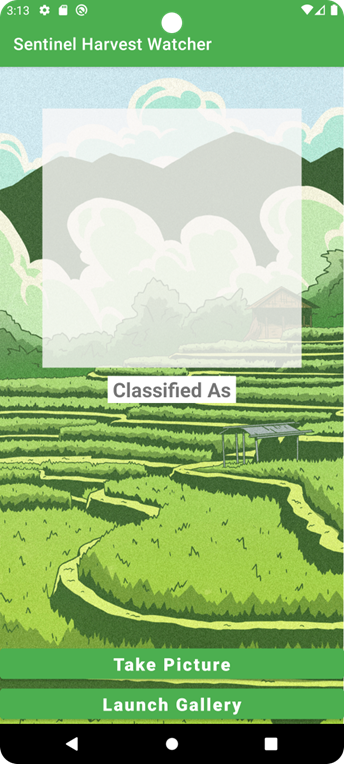 3:13
Sentinel Harvest Watcher
Classified As
Take Picture
Launch Gallery